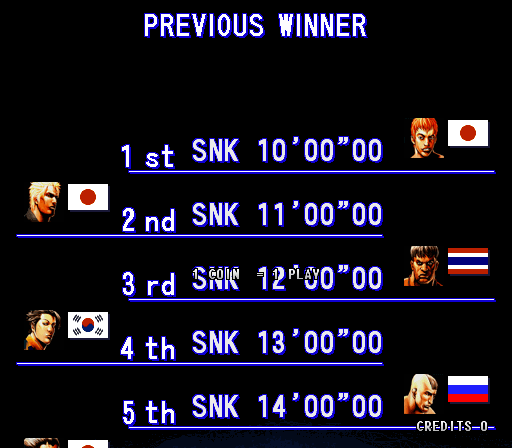 PREVIOUS WINNER
1 st SNK 10'00"00
2 nd SNK 11'00"00
3 rd SNK 12'00"00
1 COIN = 1 PLAY
4 th SNK 13'00"00
5 th SNK 14'00"00
CREDITS 0